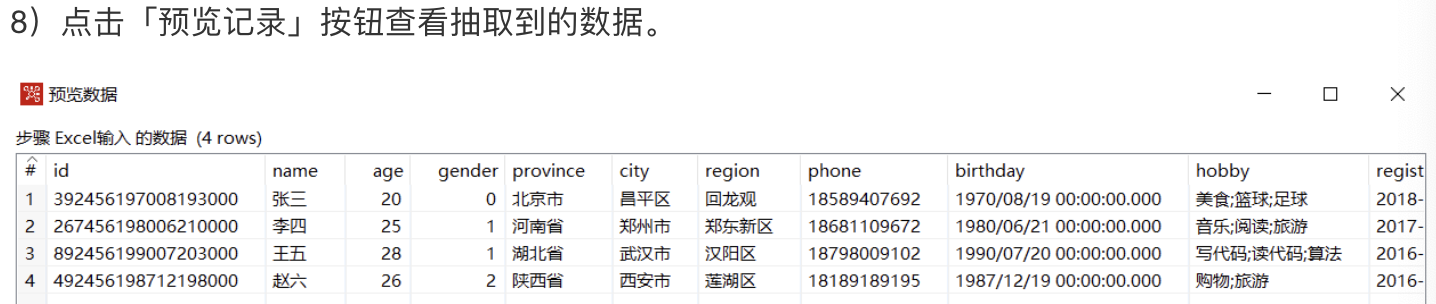 8）点击「预览记录」按钮查看抽取到的数据。
预览数据
步骤 Excel输入 的数据 (4 rows)
# id name age gender province city region phone birthday hobby regist
1 392456197008193000 张三 20 0 北京市 昌平区 回龙观 18589407692 1970/08/19 00:00:00.000 美食;篮球;足球 2018-
2 267456198006210000 李四 25 1 河南省 郑州市 郑东新区 18681109672 1980/06/21 00:00:00.000 音乐;阅读;旅游 2017-
3 892456199007203000 王五 28 1 湖北省 武汉市 汉阳区 18798009102 1990/07/20 00:00:00.000 写代码;读代码;算法 2016-
4 492456198712198000 赵六 26 2 陕西省 西安市 莲湖区 18189189195 1987/12/19 00:00:00.000 购物;旅游 2016-